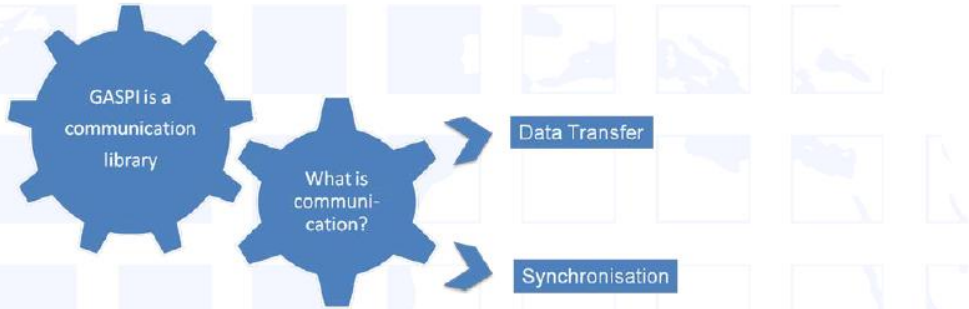 GASPI is a
communication
library
What is
communi-
cation?
Data Transfer
Synchronisation